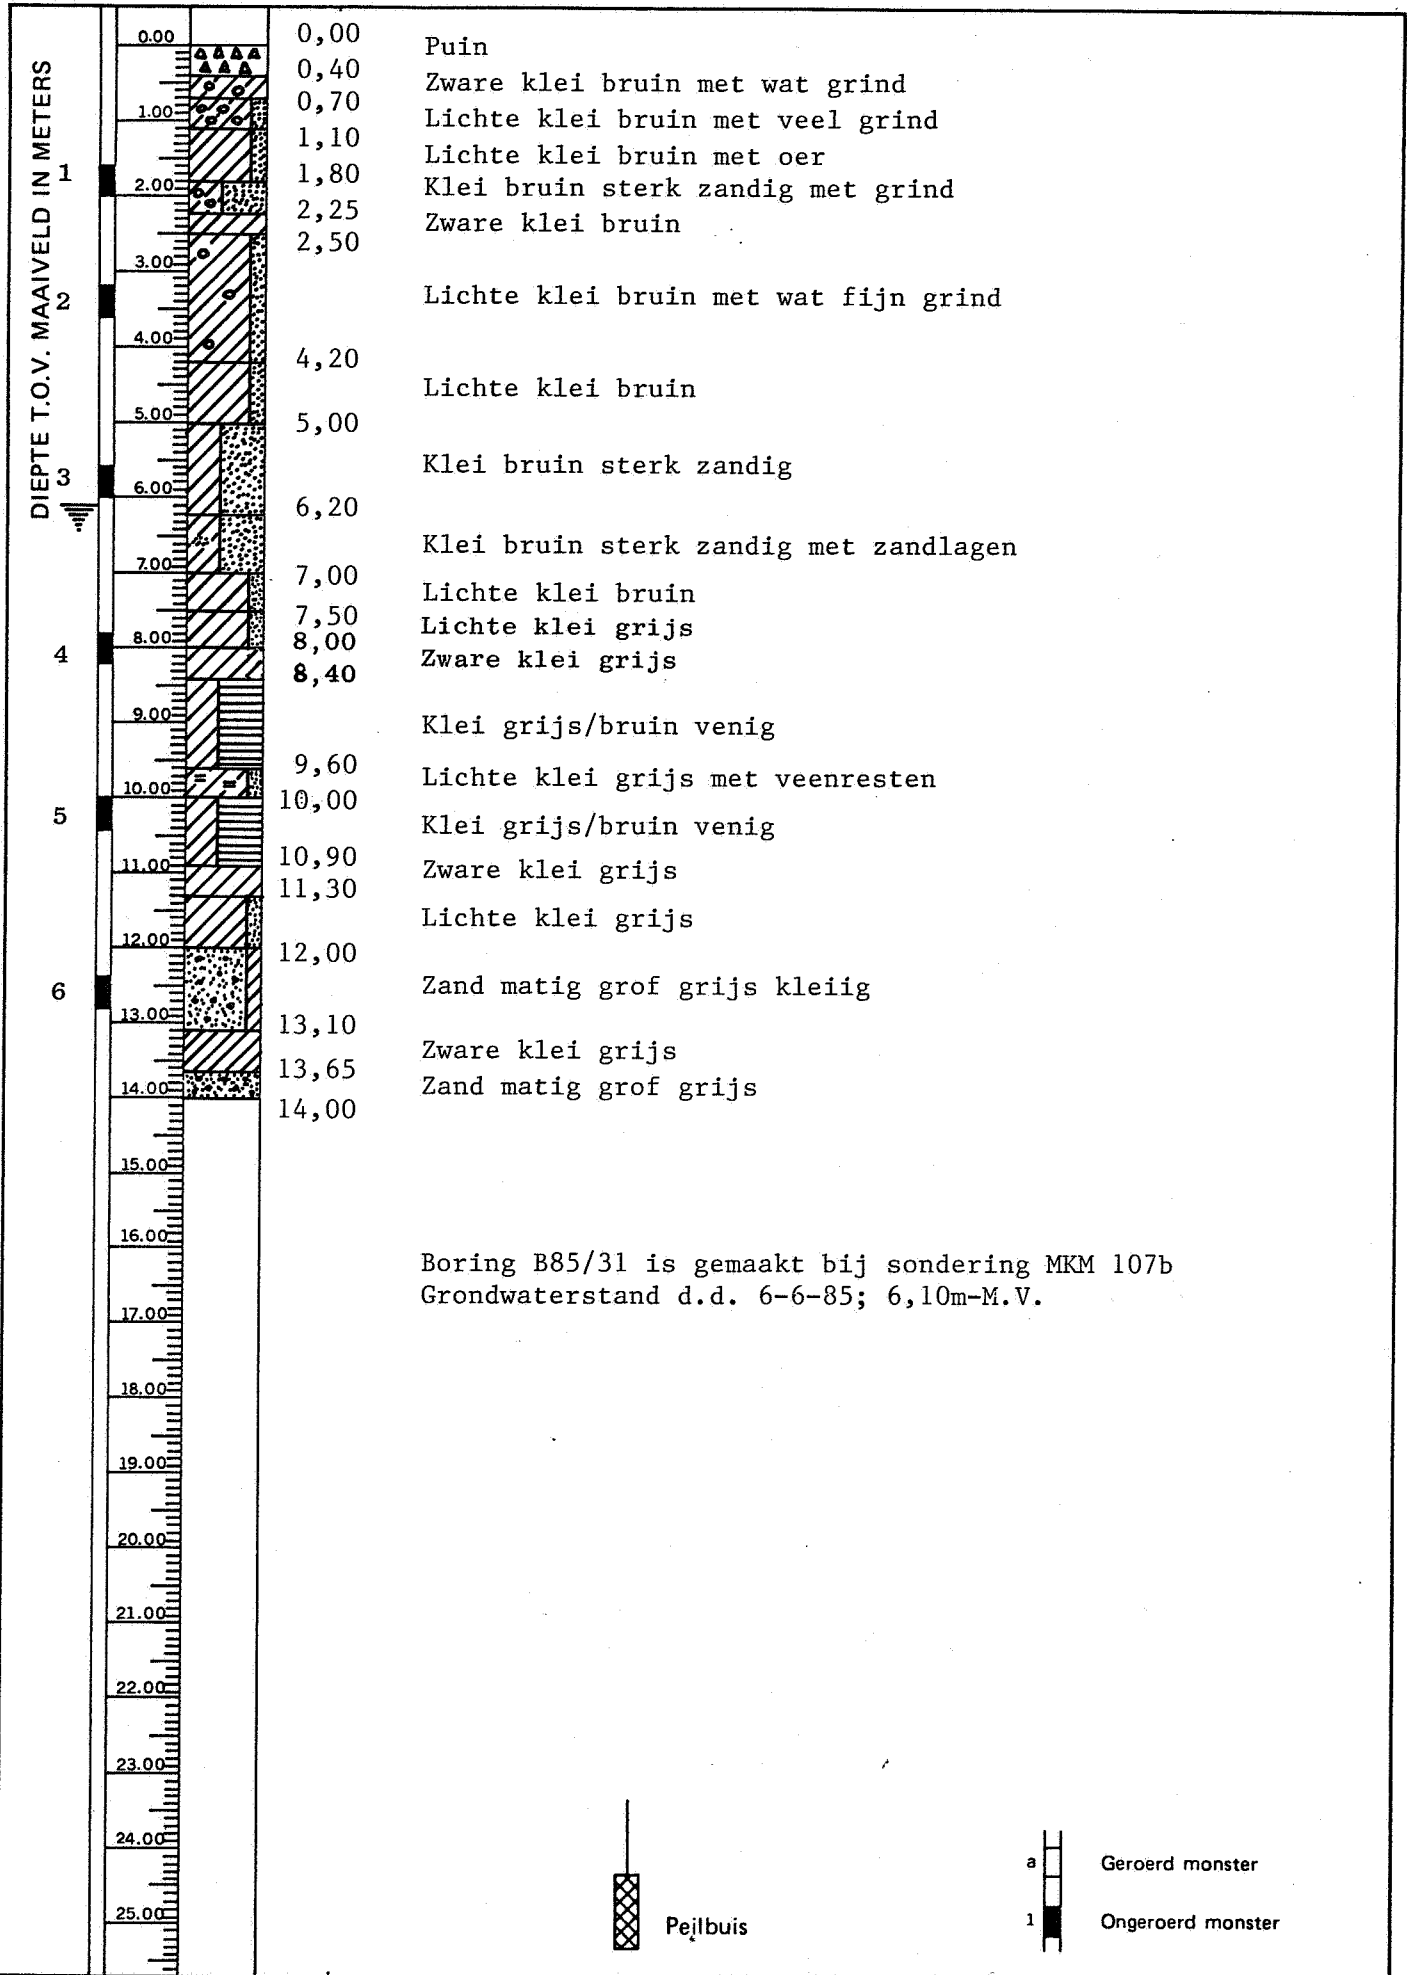 DIEPTE T.O.V. MAAIVELD IN METERS
0.00
1.00
2.00
3.00
4.00
5.00
6.00
7.00
8.00
9.00
10.00
11.00
12.00
13.00
14.00
15.00
16.00
17.00
18.00
19.00
20.00
21.00
22.00
23.00
24.00
25.00
1
2
3
4
5
6
0,00
Puin
0,40
Zware klei bruin met wat grind
0,70
Lichte klei bruin met veel grind
1,10
Lichte klei bruin met oer
1,80
Klei bruin sterk zandig met grind
2,25
Zware klei bruin
2,50
Lichte klei bruin met wat fijn grind
4,20
Lichte klei bruin
5,00
Klei bruin sterk zandig
6,20
Klei bruin sterk zandig met zandlagen
7,00
Lichte klei bruin
7,50
Lichte klei grijs
8,00
Zware klei grijs
8,40
Klei grijs/bruin venig
9,60
Lichte klei grijs met veenresten
10,00
Klei grijs/bruin venig
10,90
Zware klei grijs
11,30
Lichte klei grijs
12,00
Zand matig grof grijs kleiig
13,10
Zware klei grijs
13,65
Zand matig grof grijs
14,00
Boring B85/31 is gemaakt bij sondering MKM 107b
Grondwaterstand d.d. 6-6-85; 6,10m-M.V.
Peilbuis
a Geroerd monster
1 Ongeroerd monster